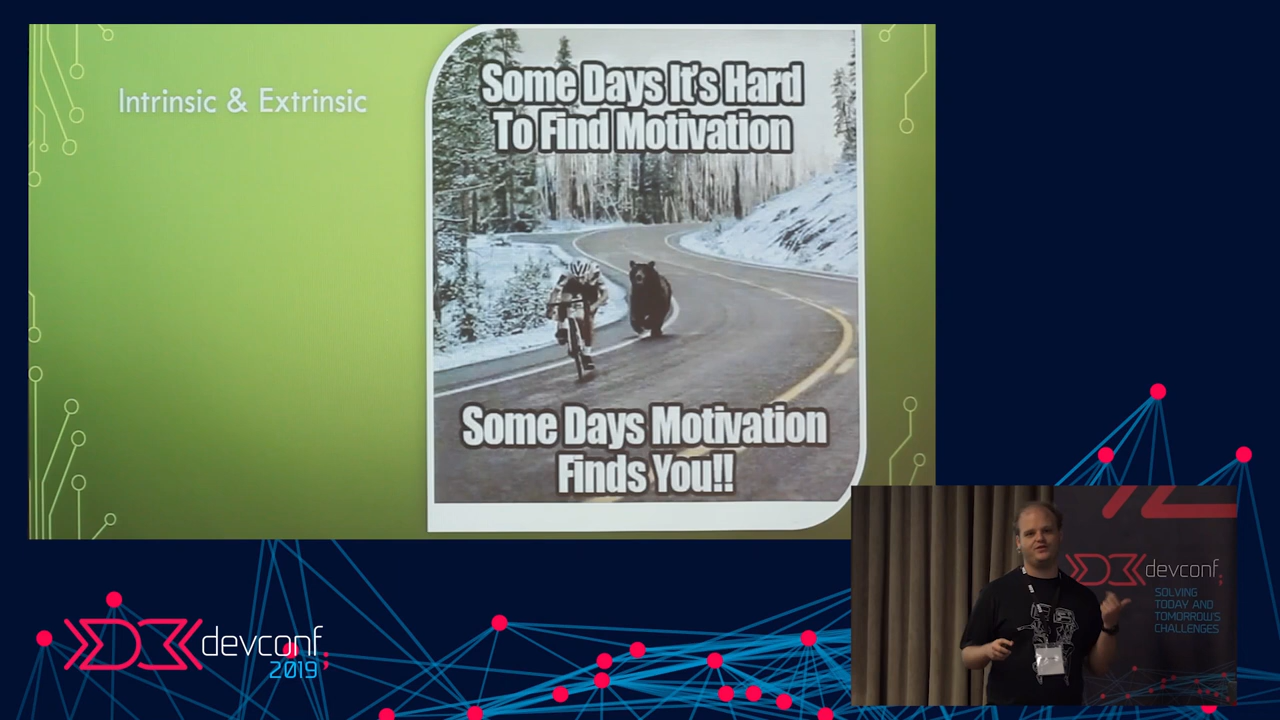 Intrinsic & Extrinsic
Some Days It's Hard
To Find Motivation
Some Days Motivation
Finds You!!
devconf;
2019
devconf;
SOLVING
TODAY AND
TOMORROW'S
CHALLENGES